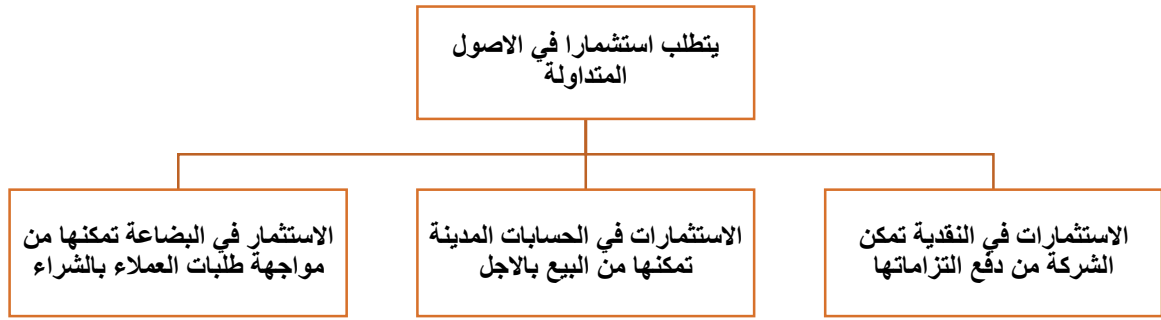 يتطلب استشمارا في الاصول
المتداولة
الاستثمارات في النقدية تمكن
الشركة من دفع التزاماتها
الاستثمارات في الحسابات المدينة
تمكنها من البيع بالاجل
الاستثمار في البضاعة تمكنها من
مواجهة طلبات العملاء بالشراء